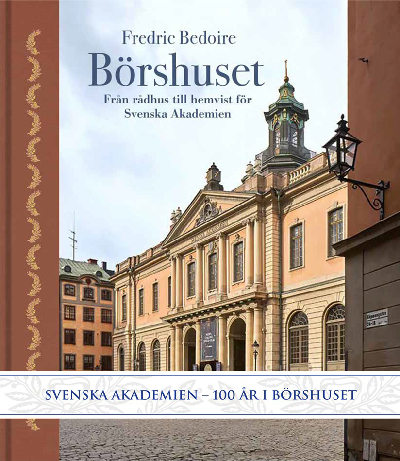 Fredric Bedoire
Börshuset
Från rådhus till hemvist för
Svenska Akademien
SVENSKA AKADEMIEN – 100 ÅR I BÖRSHUSET